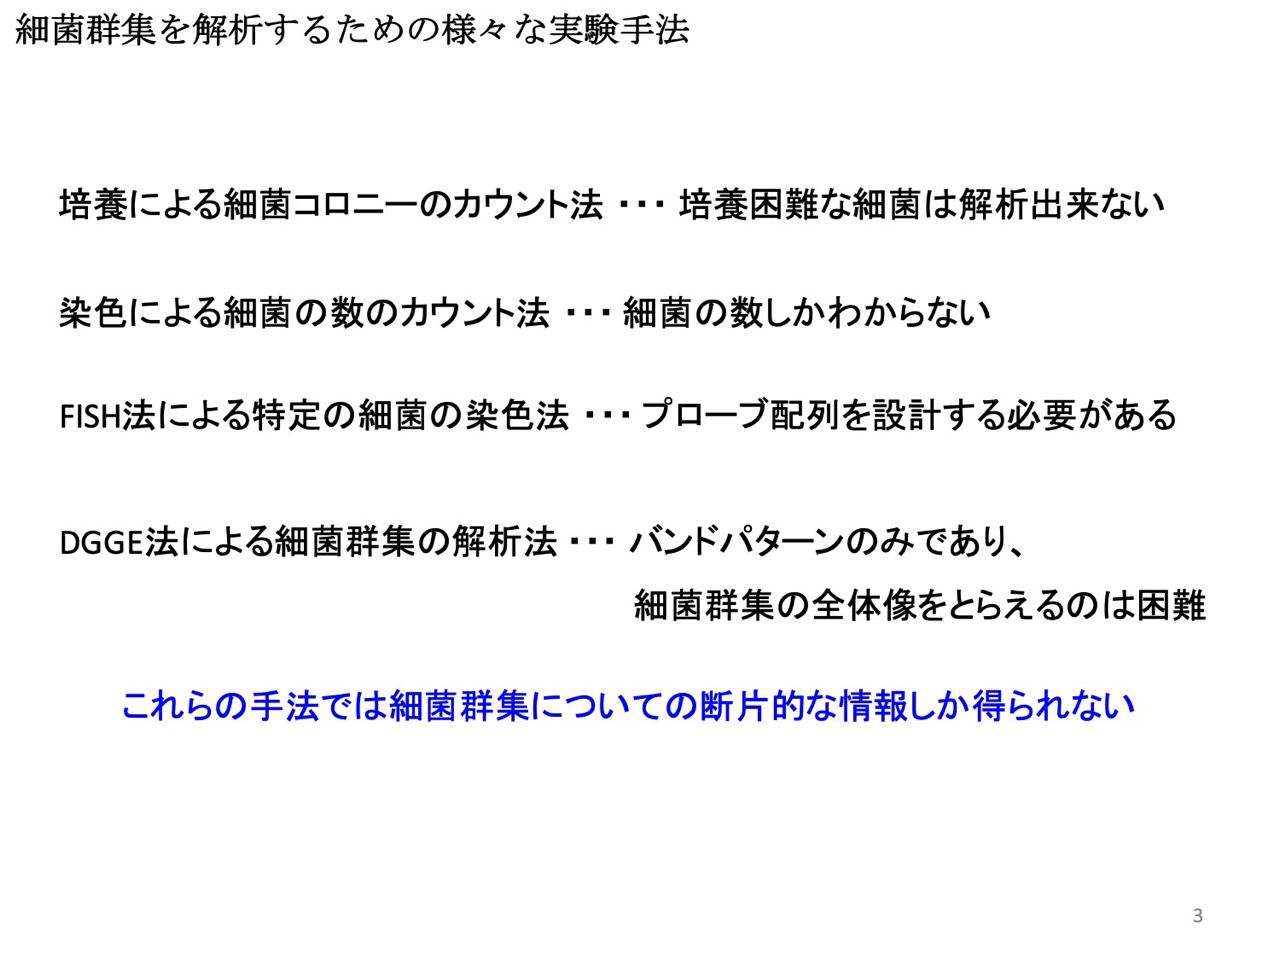 細菌群集を解析するための様々な実験手法
培養による細菌コロニーのカウント法 ・・・ 培養困難な細菌は解析出来ない
染色による細菌の数のカウント法 ・・・ 細菌の数しかわからない
FISH法による特定の細菌の染色法 ・・・ プローブ配列を設計する必要がある
DGGE法による細菌群集の解析法 ・・・ バンドパターンのみであり、
細菌群集の全体像をとらえるのは困難
これらの手法では細菌群集についての断片的な情報しか得られない
3